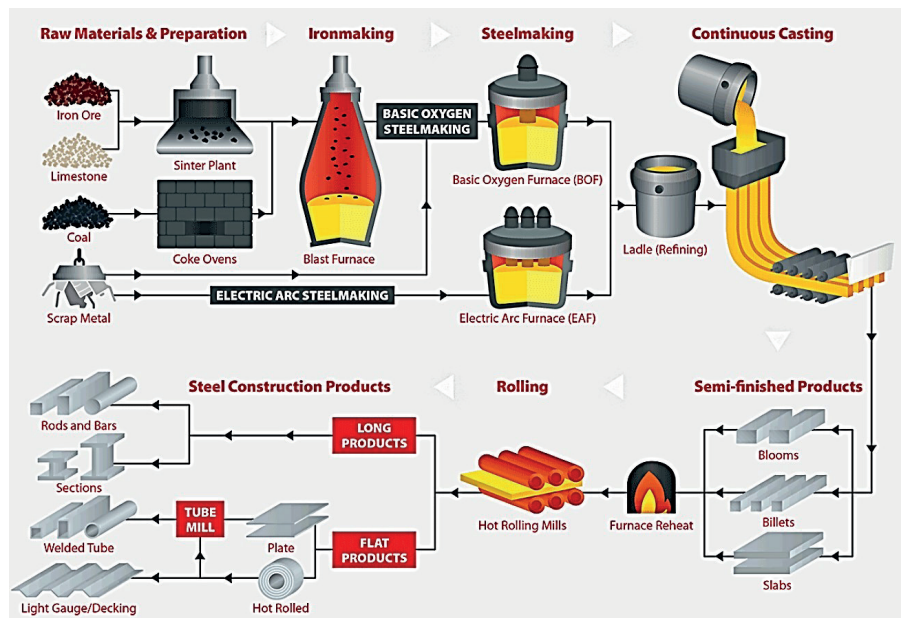 Raw Materials & Preparation
Ironmaking
Steelmaking
Continuous Casting
Iron Ore
Limestone
Sinter Plant
Coal
Coke Ovens
Scrap Metal
Blast Furnace
BASIC OXYGEN
STEELMAKING
ELECTRIC ARC STEELMAKING
Basic Oxygen Furnace (BOF)
Electric Arc Furnace (EAF)
Ladle (Refining)
Steel Construction Products
Rolling
Semi-finished Products
Rods and Bars
Sections
Welded Tube
Light Gauge/Decking
TUBE
MILL
Plate
Hot Rolled
LONG
PRODUCTS
FLAT
PRODUCTS
Hot Rolling Mills
Furnace Reheat
Blooms
Billets
Slabs